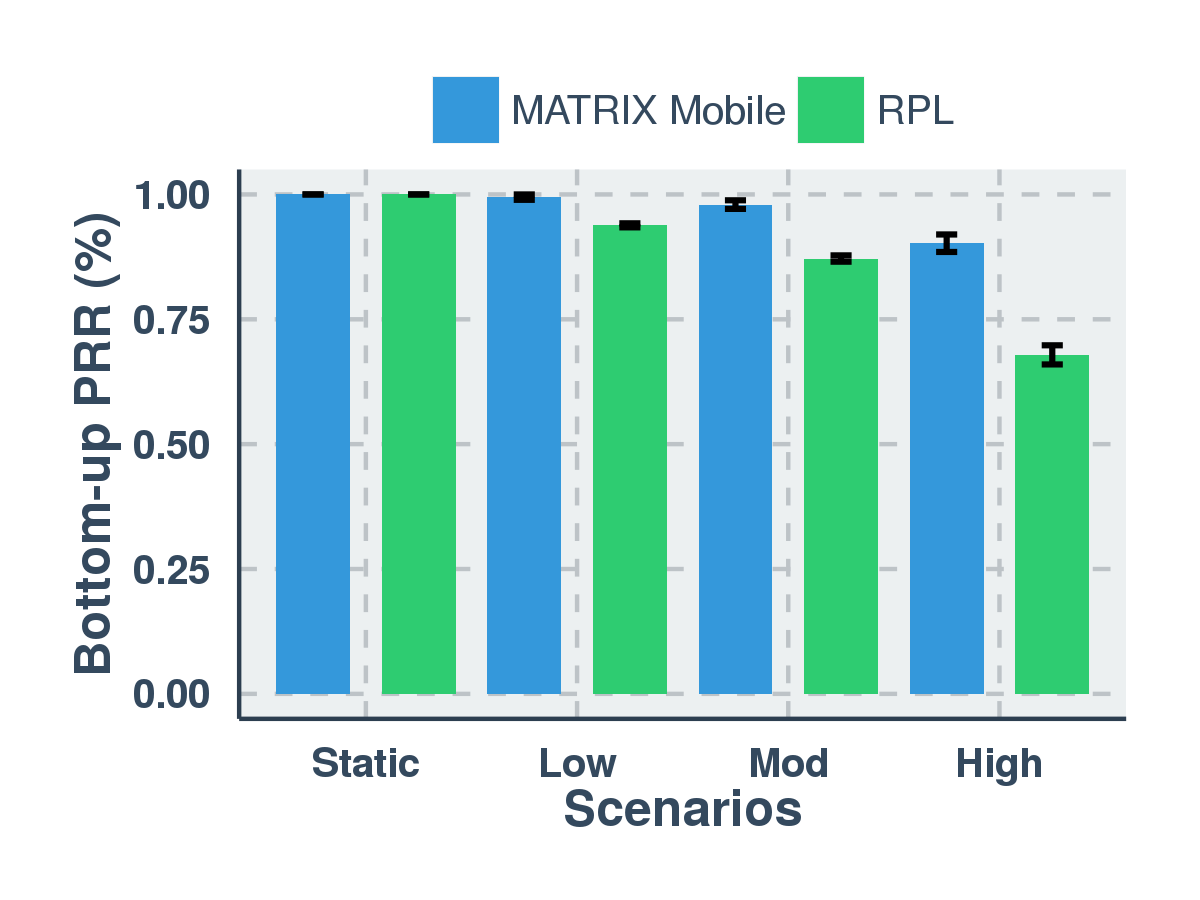 MATRIX Mobile RPL
Bottom-up PRR (%)
1.00
0.75
0.50
0.25
0.00
Static Low Mod High
Scenarios